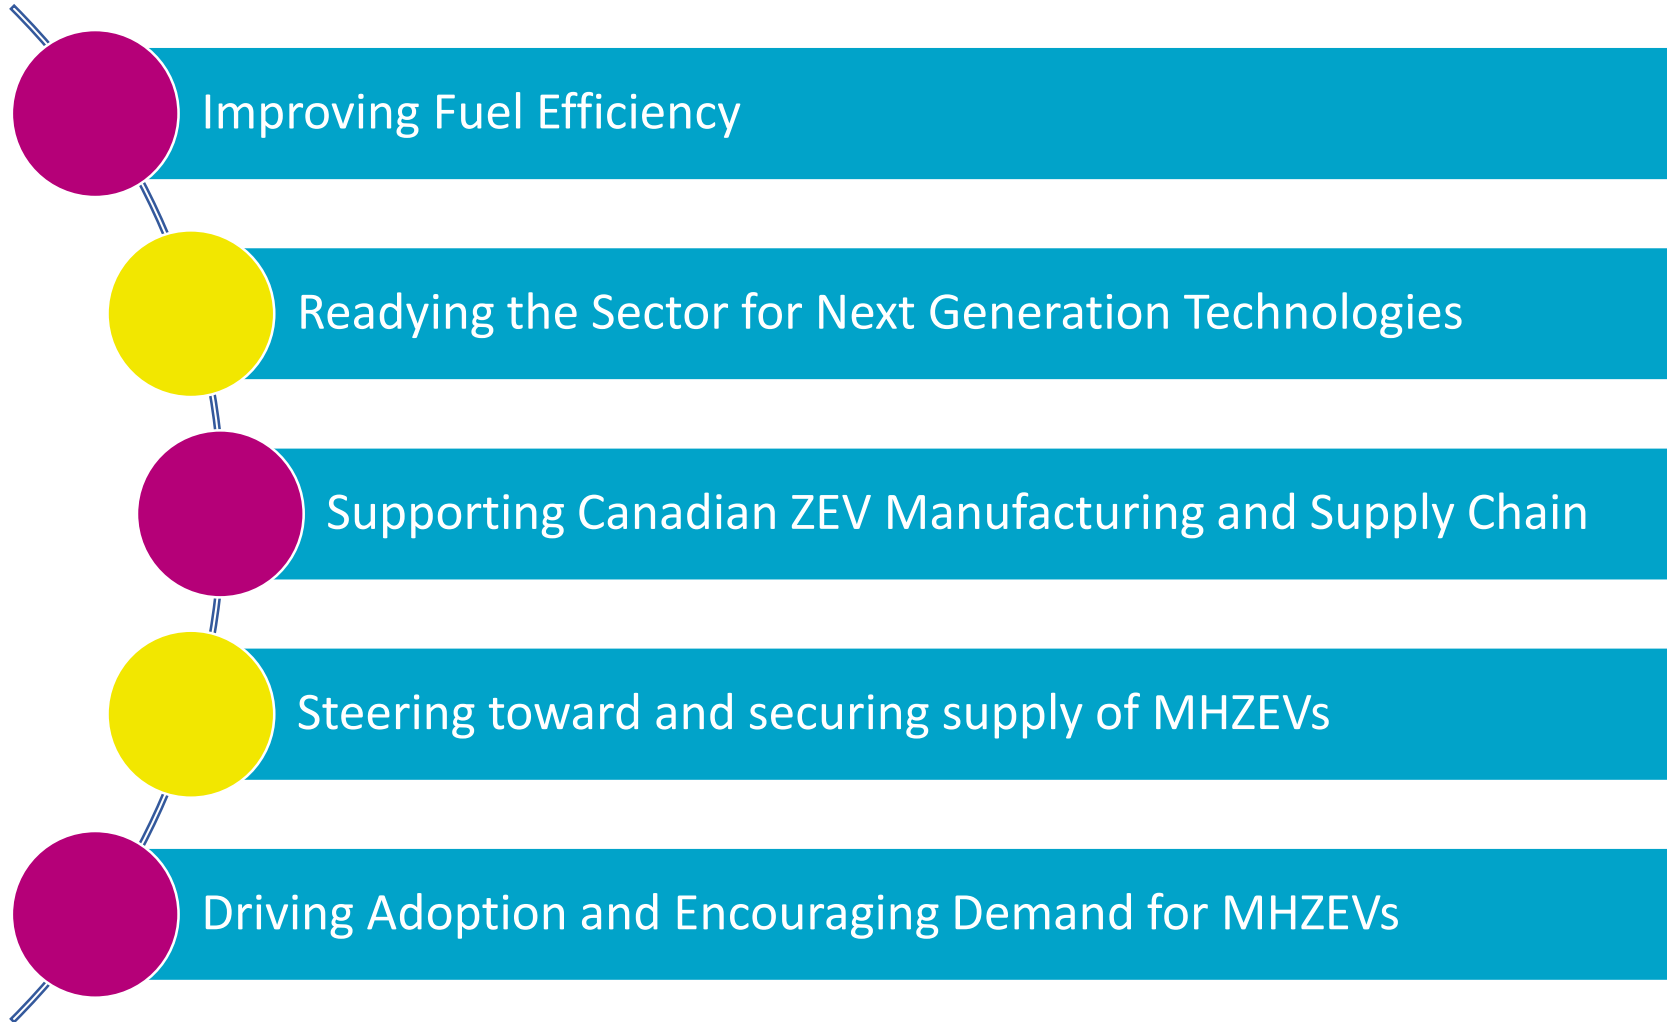 Improving Fuel Efficiency
Readying the Sector for Next Generation Technologies
Supporting Canadian ZEV Manufacturing and Supply Chain
Steering toward and securing supply of MHZEVs
Driving Adoption and Encouraging Demand for MHZEVs